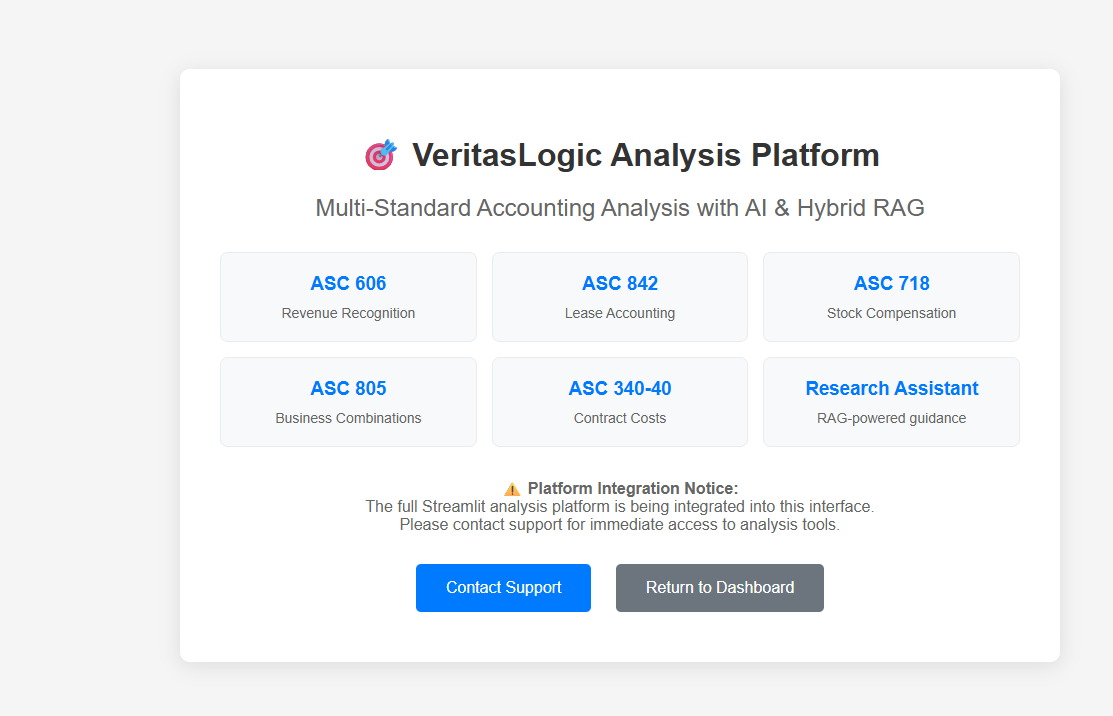 VeritasLogic Analysis Platform
Multi-Standard Accounting Analysis with AI & Hybrid RAG
ASC 606
Revenue Recognition
ASC 842
Lease Accounting
ASC 718
Stock Compensation
ASC 805
Business Combinations
ASC 340-40
Contract Costs
Research Assistant
RAG-powered guidance
Platform Integration Notice:
The full Streamlit analysis platform is being integrated into this interface.
Please contact support for immediate access to analysis tools.
Contact Support
Return to Dashboard